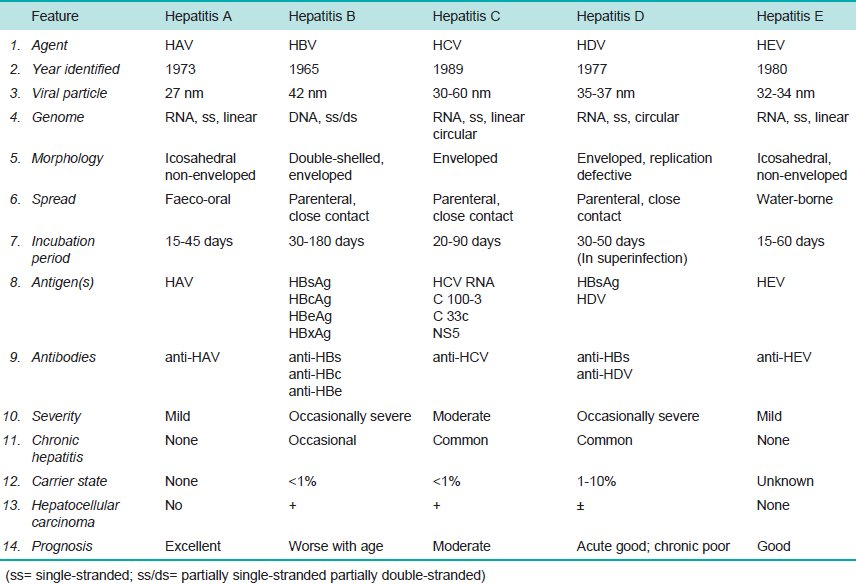 Feature Hepatitis A Hepatitis B Hepatitis C Hepatitis D Hepatitis E
1. Agent HAV HBV HCV HDV HEV
2. Year identified 1973 1965 1989 1977 1980
3. Viral particle 27 nm 42 nm 30-60 nm 35-37 nm 32-34 nm
4. Genome RNA, ss, linear DNA, ss/ds RNA, ss, linear RNA, ss, circular RNA, ss, linear
circular
5. Morphology Icosahedral Double-shelled, Enveloped Enveloped, replication Icosahedral,
non-enveloped enveloped defective non-enveloped
6. Spread Faeco-oral Parenteral, Parenteral, Parenteral, close Water-borne
close contact close contact contact
7. Incubation 15-45 days 30-180 days 20-90 days 30-50 days 15-60 days
period (In superinfection)
8. Antigen(s) HAV HBsAg HCV RNA HBsAg HEV
HBcAg C 100-3 HDV
HBeAg C 33c
HBxAg NS5
9. Antibodies anti-HAV anti-HBs anti-HCV anti-HBs anti-HEV
anti-HBc anti-HDV
anti-HBe
10. Severity Mild Occasionally severe Moderate Occasionally severe Mild
11. Chronic None Occasional Common Common None
hepatitis
12. Carrier state None <1% <1% 1-10% Unknown
13. Hepatocellular No + + ± None
carcinoma
14. Prognosis Excellent Worse with age Moderate Acute good; chronic poor Good
(ss= single-stranded; ss/ds= partially single-stranded partially double-stranded)